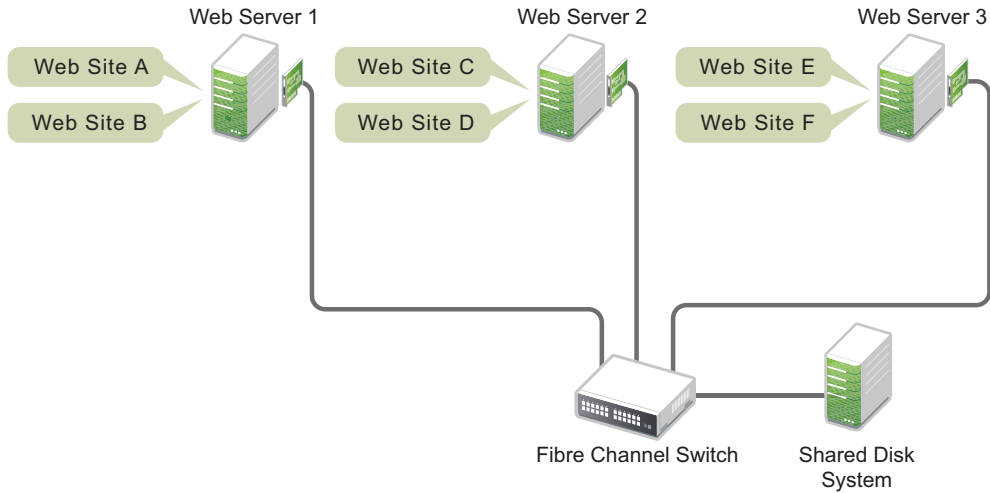 Web Server 1
Web Server 2
Web Server 3
Web Site A
Web Site C
Web Site E
Web Site B
Web Site D
Web Site F
Fibre Channel Switch
Shared Disk
System